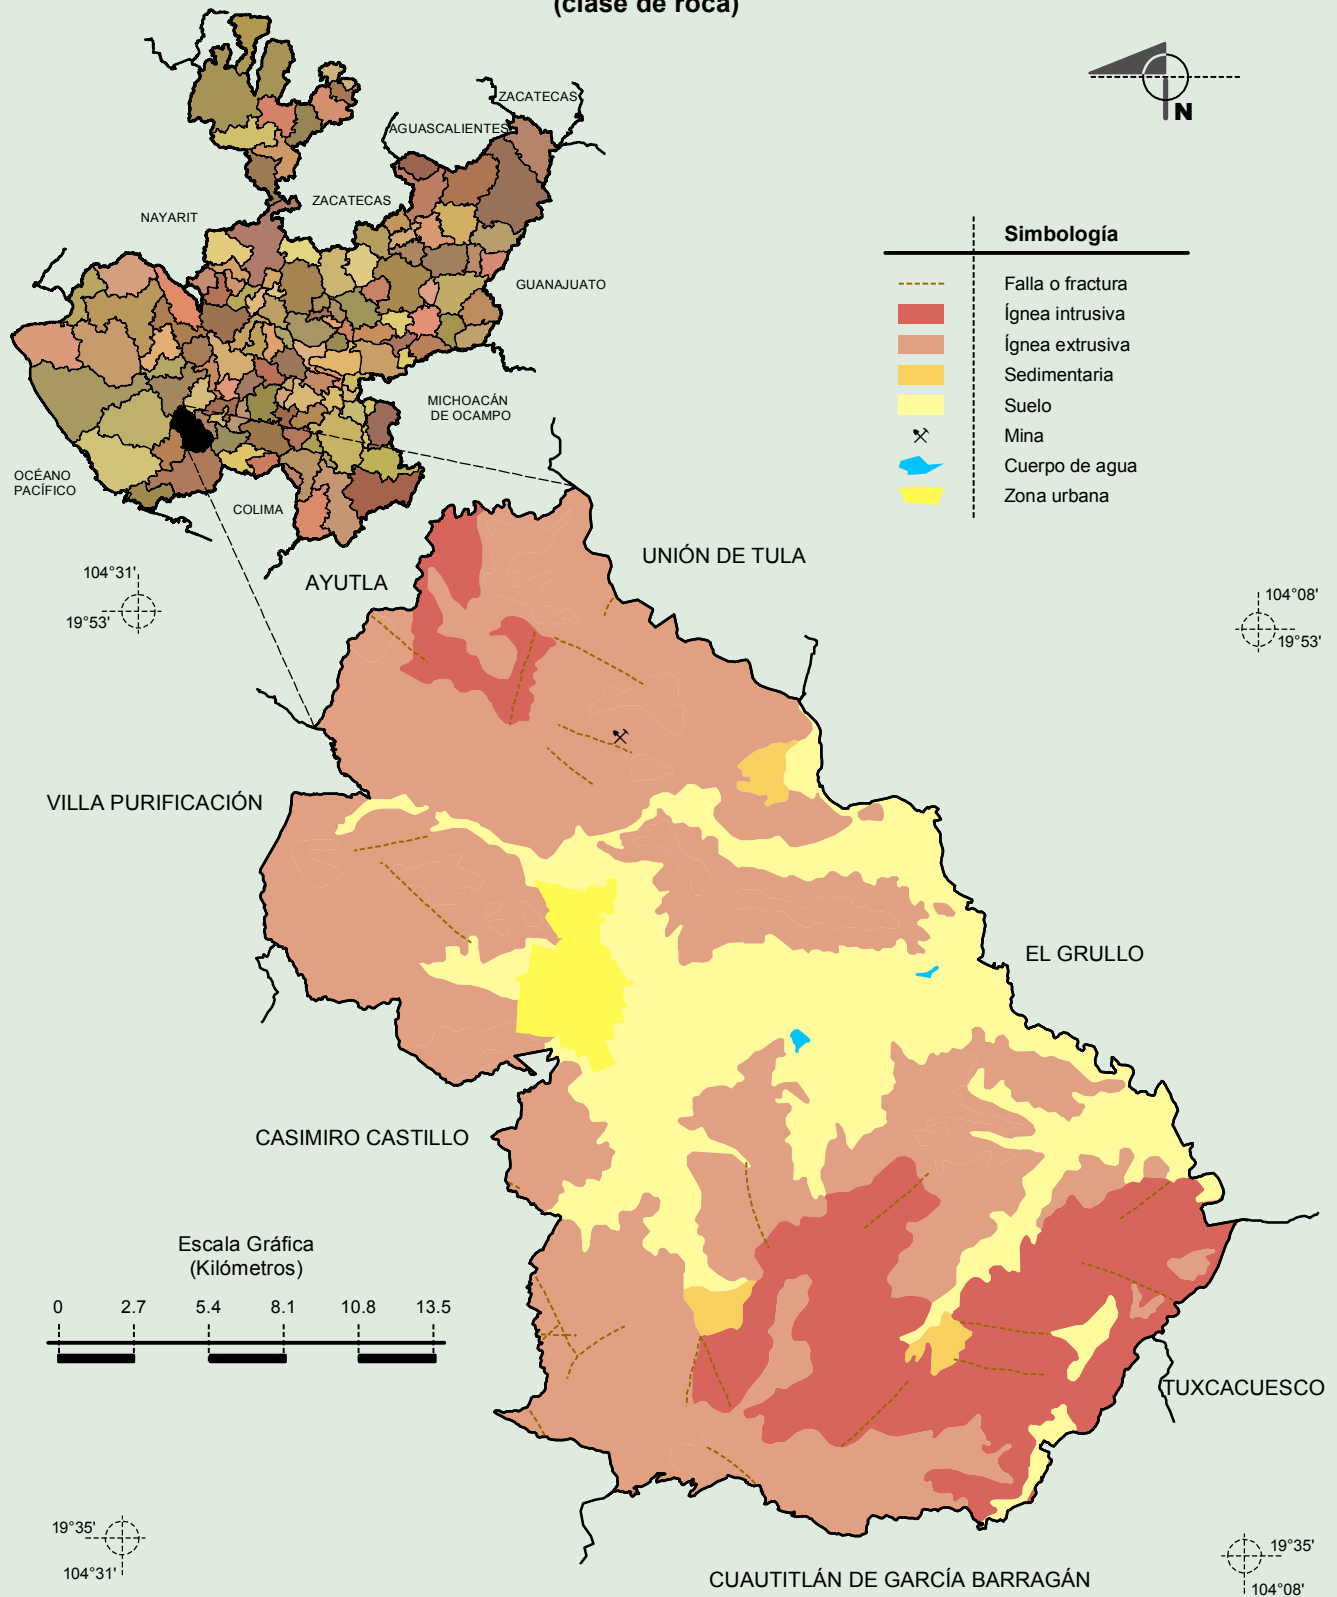 (clase de roca)
ZACATECAS
AGUASCALIENTES
N
NAYARIT
ZACATECAS
GUANAJUATO
MICHOACÁN
DE OCAMPO
OCÉANO
PACÍFICO
COLIMA
Simbología
Falla o fractura
Ígnea intrusiva
Ígnea extrusiva
Sedimentaria
Suelo
Mina
Cuerpo de agua
Zona urbana
104°31'
19°53'
104°08'
19°53'
AYUTLA
UNIÓN DE TULA
VILLA PURIFICACIÓN
EL GRULLO
CASIMIRO CASTILLO
Escala Gráfica
(Kilómetros)
0 2.7 5.4 8.1 10.8 13.5
TUXCACUESCO
19°35'
104°31'
19°35'
104°08'
CUAUTITLÁN DE GARCÍA BARRAGÁN